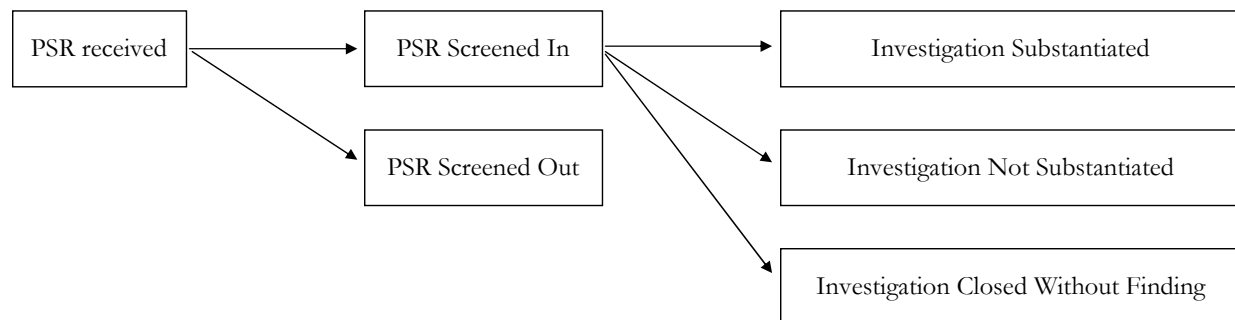 PSR received
PSR Screened In
Investigation Substantiated
PSR Screened Out
Investigation Not Substantiated
Investigation Closed Without Finding